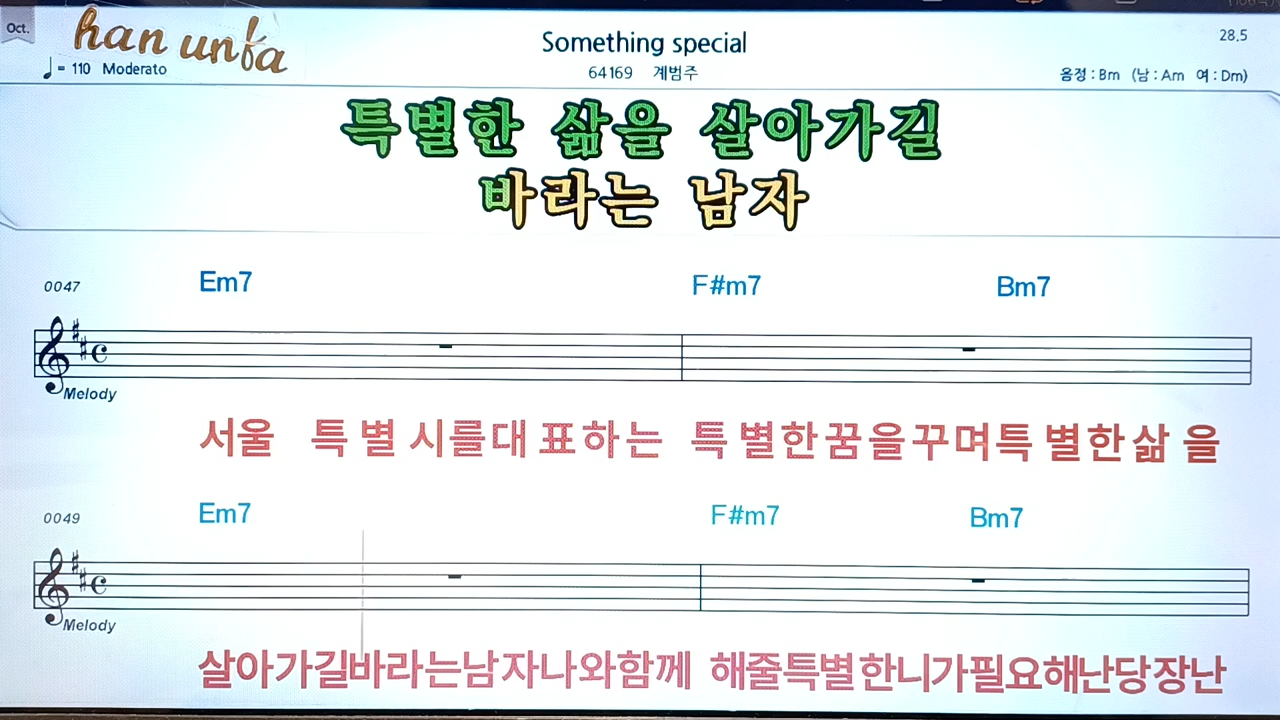 Oct.
han unfa
Something special
28,5
♩= 110 Moderato
64169 계범주
음정 : Bm (남 : Am 여 : Dm)
특별한 삶을 살아가길
바라는 남자
0047
Em7 F#m7 Bm7
Melody
서울 특 별 시를대 표하는 특 별한꿈을꾸며특 별한삶 을
0049
Em7 F#m7 Bm7
Melody
살아가길바라는남자나와함께 해줄특별한니가필요해난당장난